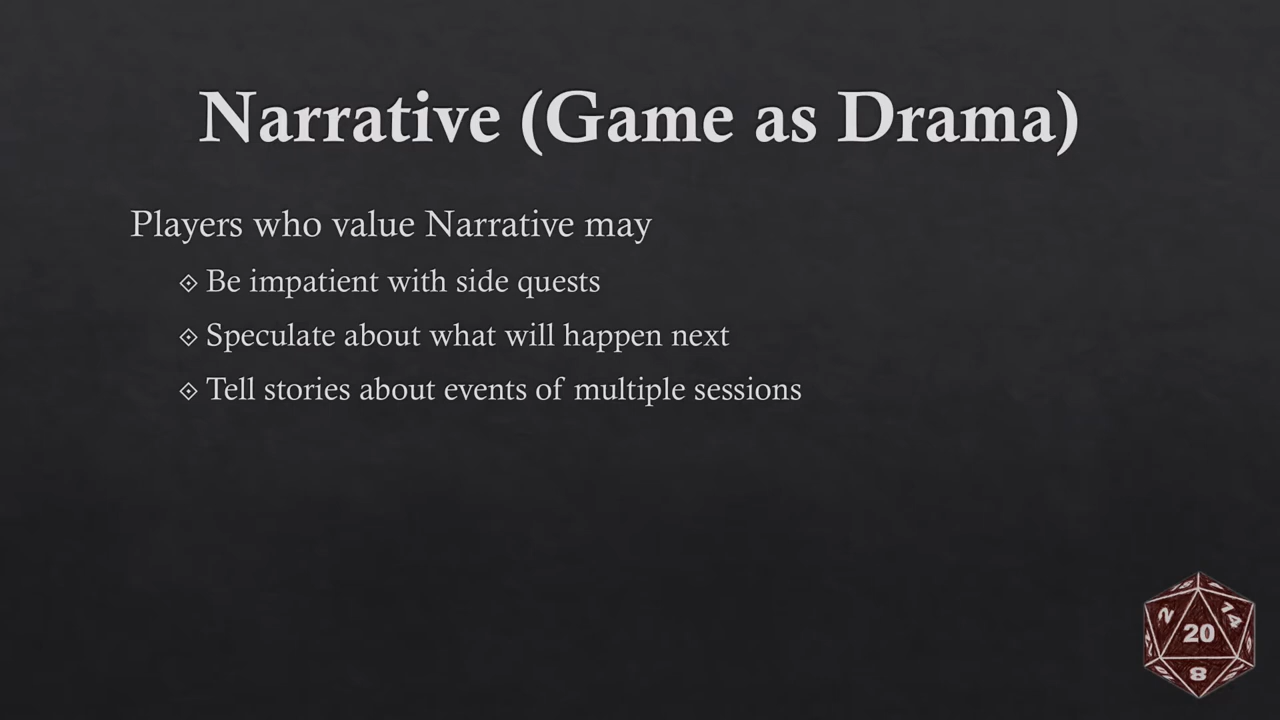 Narrative (Game as Drama)
Players who value Narrative may
Be impatient with side quests
Speculate about what will happen next
Tell stories about events of multiple sessions
2
14
20
8